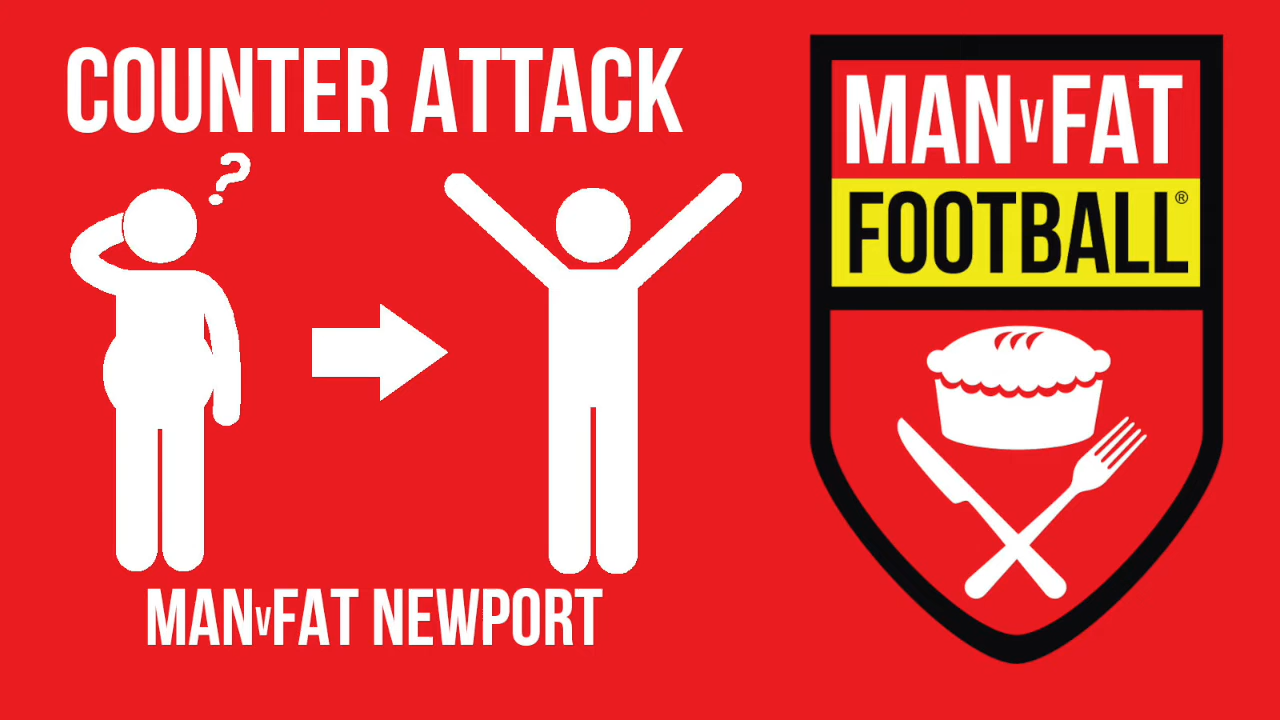 COUNTER ATTACK
?
MANvFAT NEWPORT
MANvFAT
FOOTBALL®